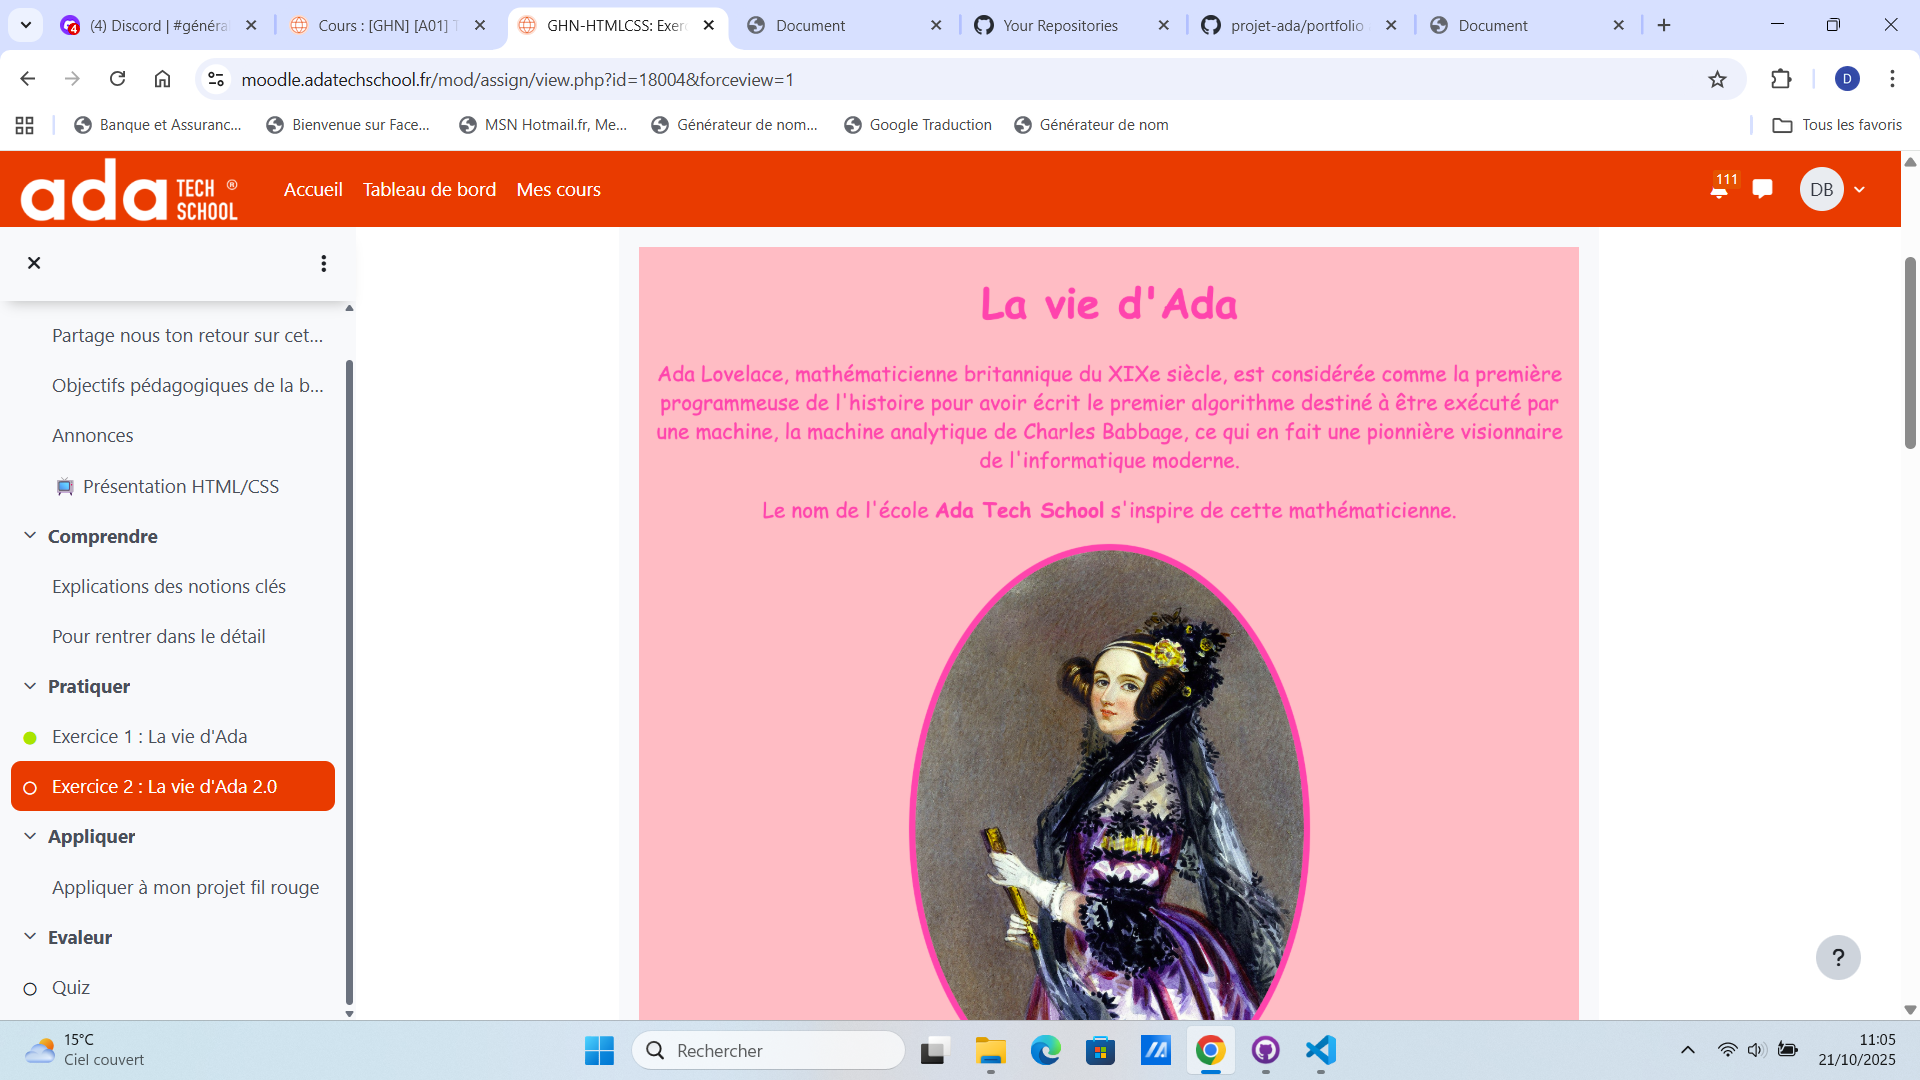 (4) Discord | #généra
Cours : [GHN] [A01] T
GHN-HTMLCSS: Exerc
Document
Your Repositories
projet-ada/portfolio
Document
moodle.adatechschool.fr/mod/assign/view.php?id=18004&forceview=1
D
Banque et Assuranc...
Bienvenue sur Face...
MSN Hotmail.fr, Me...
Générateur de nom...
Google Traduction
Générateur de nom
Tous les favoris
ada TECH SCHOOL ®
Accueil
Tableau de bord
Mes cours
111
DB
Partage nous ton retour sur cet...
Objectifs pédagogiques de la b...
Annonces
Présentation HTML/CSS
Comprendre
Explications des notions clés
Pour rentrer dans le détail
Pratiquer
Exercice 1 : La vie d'Ada
Exercice 2 : La vie d'Ada 2.0
Appliquer
Appliquer à mon projet fil rouge
Evaleur
Quiz
La vie d'Ada
Ada Lovelace, mathématicienne britannique du XIXe siècle, est considérée comme la première
programmeuse de l'histoire pour avoir écrit le premier algorithme destiné à être exécuté par
une machine, la machine analytique de Charles Babbage, ce qui en fait une pionnière visionnaire
de l'informatique moderne.
Le nom de l'école Ada Tech School s'inspire de cette mathématicienne.
?
15°C
Ciel couvert
Rechercher
11:05
21/10/2025